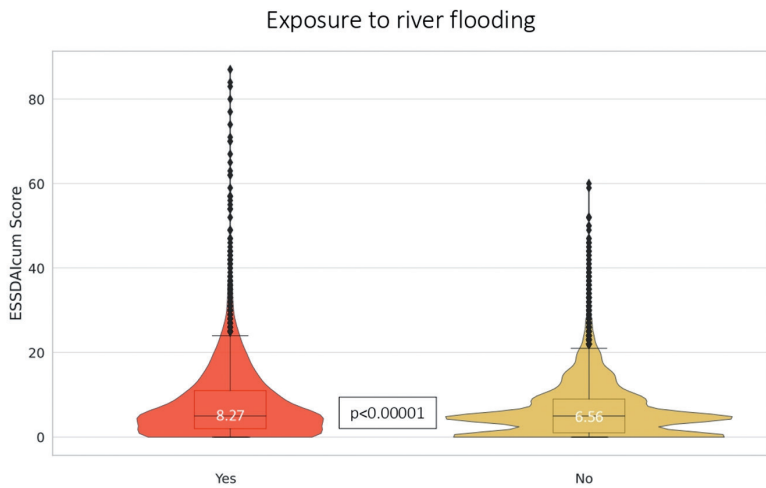 Exposure to river flooding
ESSDAIcum Score
80
60
40
20
0
8.27
p<0.00001
6.56
Yes
No